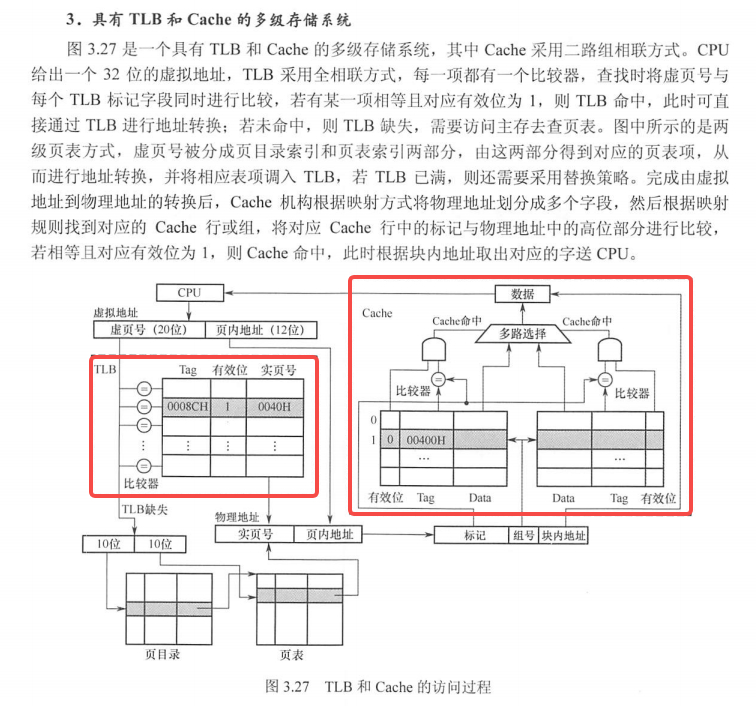 3．具有 TLB 和 Cache 的多级存储系统
图 3.27 是一个具有 TLB 和 Cache 的多级存储系统，其中 Cache 采用二路组相联方式。CPU
给出一个 32 位的虚拟地址，TLB 采用全相联方式，每一项都有一个比较器，查找时将虚页号与
每个 TLB 标记字段同时进行比较，若有某一项相等且对应有效位为 1，则 TLB 命中，此时可直
接通过 TLB 进行地址转换；若未命中，则 TLB 缺失，需要访问主存去查页表。图中所示的是两
级页表方式，虚页号被分成页目录索引和页表索引两部分，由这两部分得到对应的页表项，从
而进行地址转换，并将相应表项调入 TLB，若 TLB 已满，则还需要采用替换策略。完成由虚拟
地址到物理地址的转换后，Cache 机构根据映射方式将物理地址划分成多个字段，然后根据映射
规则找到对应的 Cache 行或组，将对应 Cache 行中的标记与物理地址中的高位部分进行比较，
若相等且对应有效位为 1，则 Cache 命中，此时根据块内地址取出对应的字送 CPU。
CPU
数据
虚拟地址
Cache
Cache命中
Cache命中
虚页号（20位）
页内地址（12位）
多路选择
TLB
Tag
有效位
实页号
=
=
=
=
0008CH
1
0040H
⋮
⋮
⋮
⋮
比较器
=
=
比较器
比较器
0
1
0
00400H
…
…
有效位
Tag
Data
Data
Tag
有效位
TLB缺失
物理地址
10位
10位
实页号
页内地址
标记
组号
块内地址
页目录
页表
图 3.27 TLB 和 Cache 的访问过程